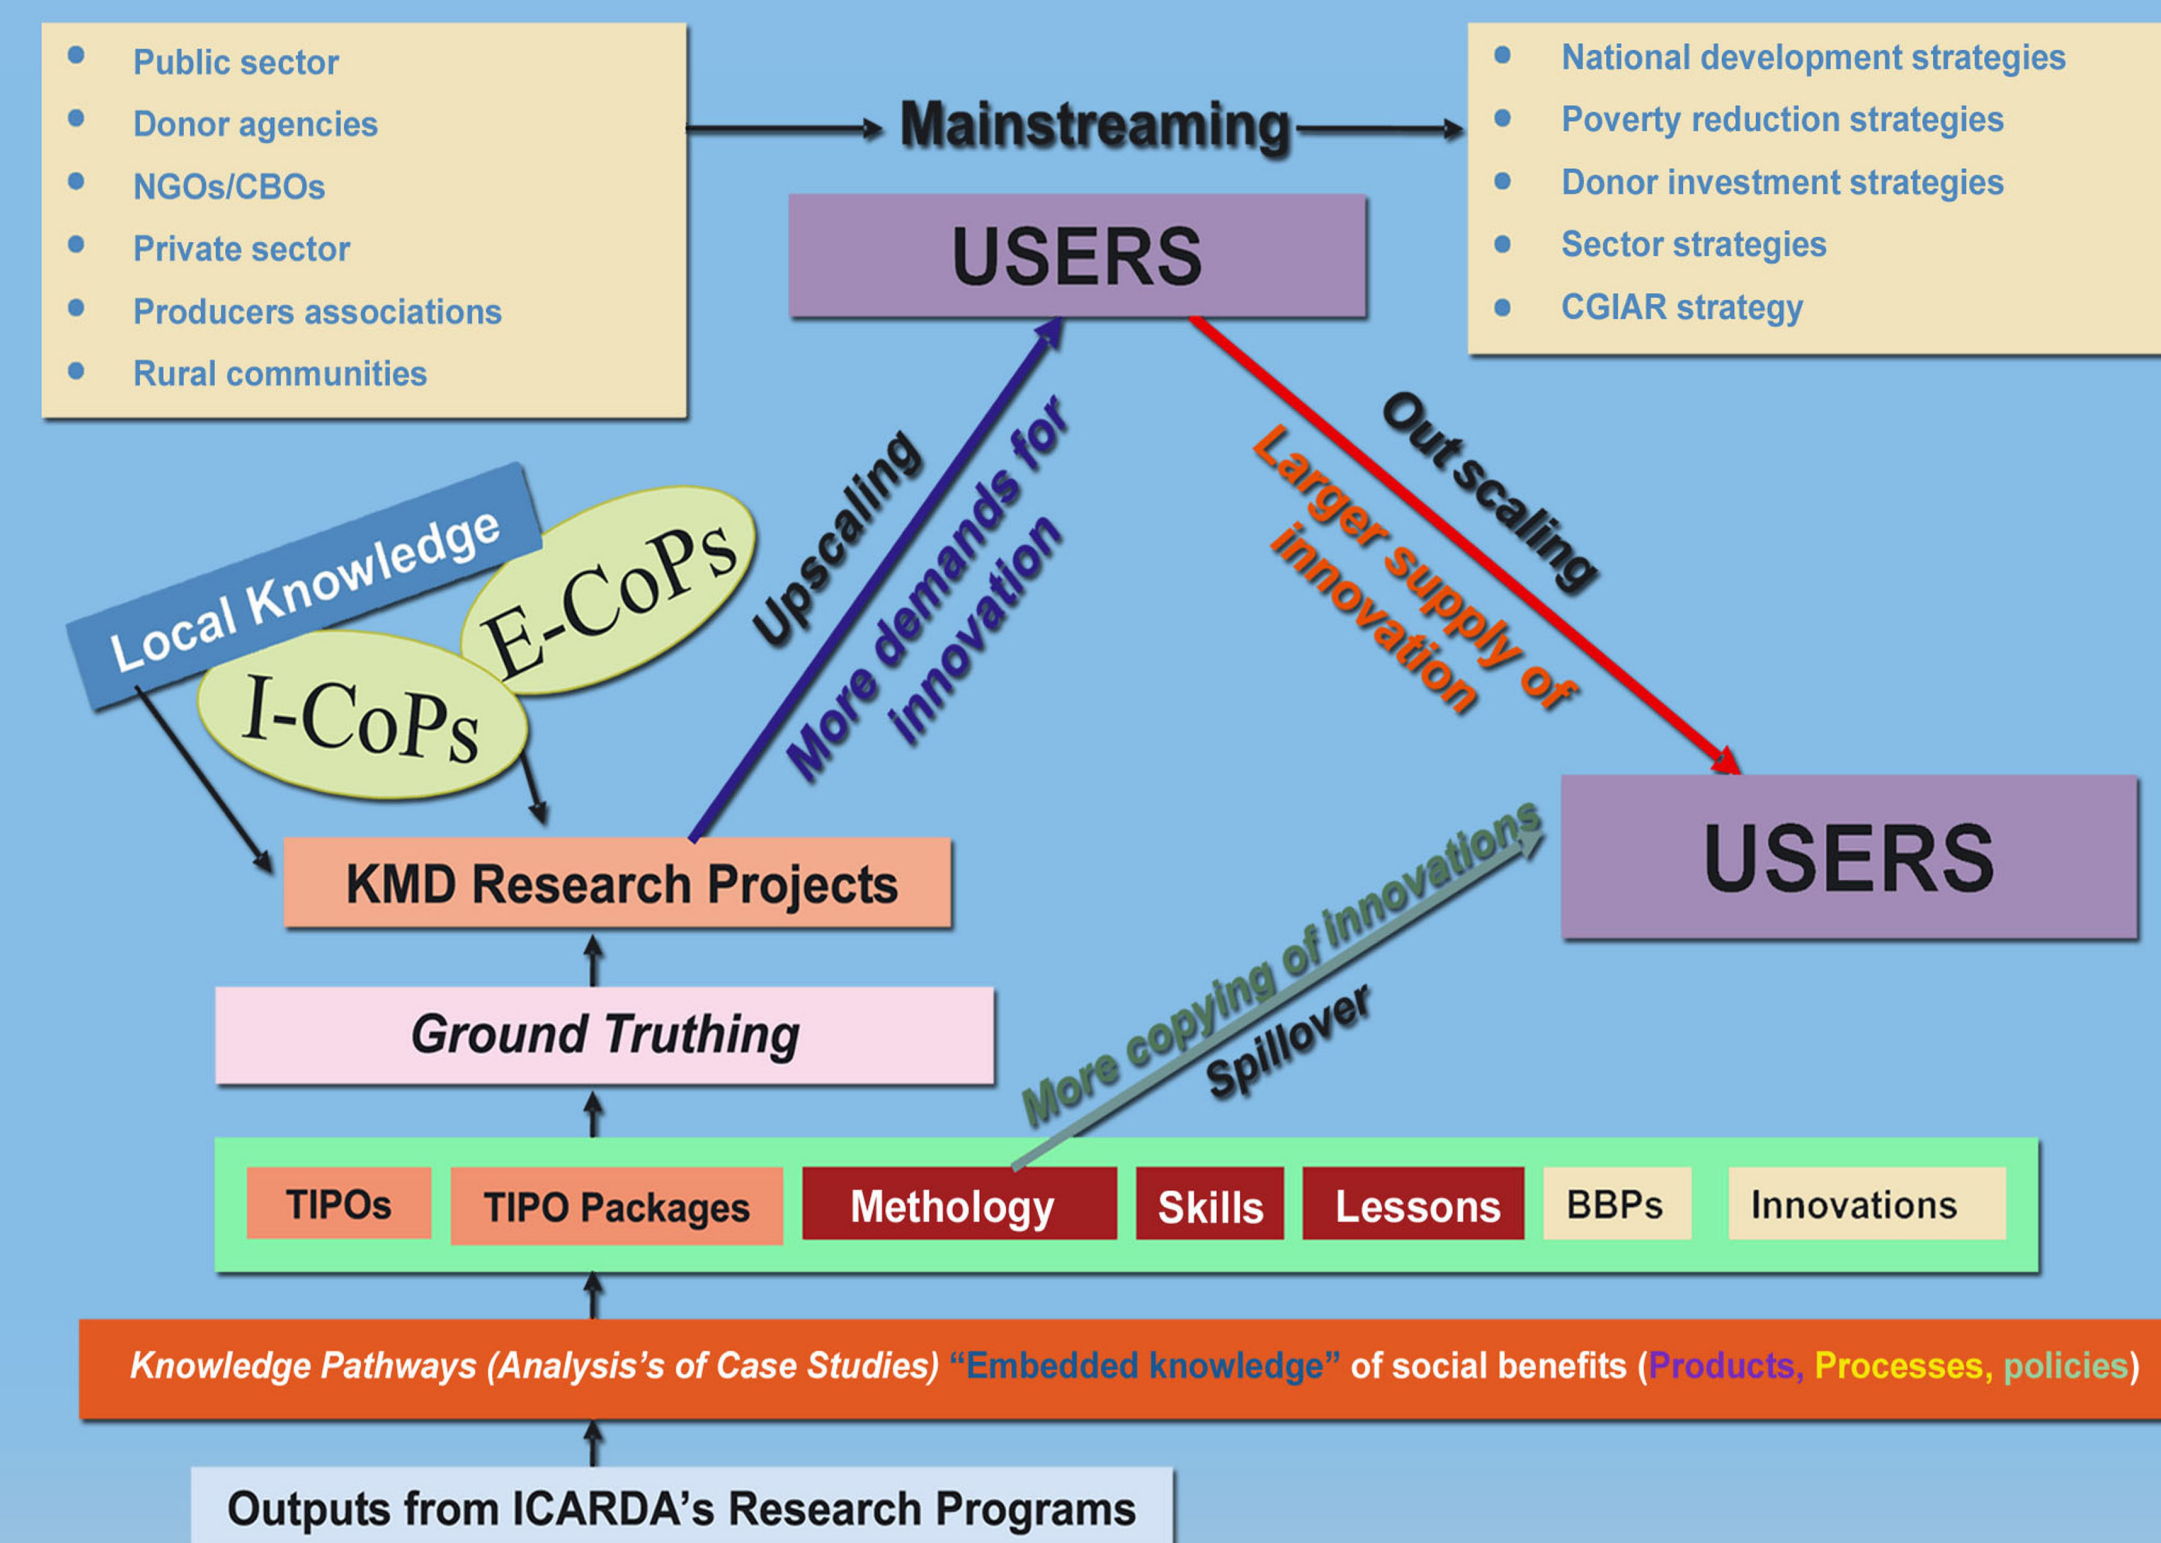 Public sector
Donor agencies
NGOs/CBOs
Private sector
Producers associations
Rural communities
Mainstreaming
National development strategies
Poverty reduction strategies
Donor investment strategies
Sector strategies
CGIAR strategy
USERS
Local Knowledge
E-CoPs
I-CoPs
Upscaling
More demands for
innovation
Out scaling
Larger supply of
innovation
USERS
KMD Research Projects
Ground Truthing
More copying of innovations
Spillover
TIPOs
TIPO Packages
Methology
Skills
Lessons
BBPs
Innovations
Knowledge Pathways (Analysis’s of Case Studies) “Embedded knowledge” of social benefits (Products, Processes, policies)
Outputs from ICARDA’s Research Programs